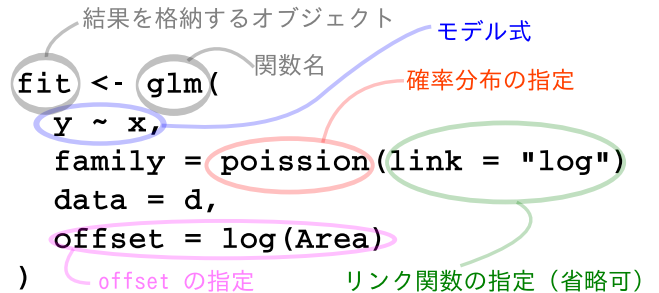 結果を格納するオブジェクト
モデル式
関数名
fit <- glm(
確率分布の指定
y ~ x,
family = poission(link = "log")
data = d,
offset = log(Area)
)
offset の指定
リンク関数の指定（省略可）